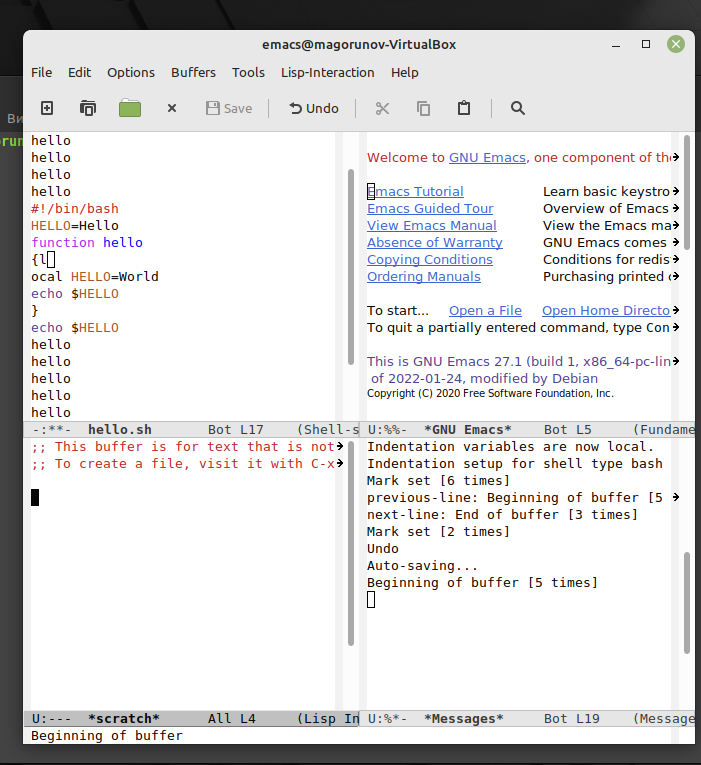 emacs@magorunov-VirtualBox
File Edit Options Buffers Tools Lisp-Interaction Help
Save Undo
Ви
orun
hello
hello
hello
hello
#!/bin/bash
HELLO=Hello
function hello
{l
ocal HELLO=World
echo $HELLO
}
echo $HELLO
hello
hello
hello
hello
hello
-:**- hello.sh Bot L17 (Shell-s
Welcome to GNU Emacs, one component of the
Emacs Tutorial Learn basic keystro
Emacs Guided Tour Overview of Emacs
View Emacs Manual View the Emacs ma
Absence of Warranty GNU Emacs comes
Copying Conditions Conditions for redis
Ordering Manuals Purchasing printed c
To start... Open a File Open Home Directo
To quit a partially entered command, type Con
This is GNU Emacs 27.1 (build 1, x86_64-pc-lin
of 2022-01-24, modified by Debian
Copyright (C) 2020 Free Software Foundation, Inc.
U:%%- *GNU Emacs* Bot L5 (Fundame
;; This buffer is for text that is not
;; To create a file, visit it with C-x
U:--- *scratch* All L4 (Lisp In
Indentation variables are now local.
Indentation setup for shell type bash
Mark set [6 times]
previous-line: Beginning of buffer [5
next-line: End of buffer [3 times]
Mark set [2 times]
Undo
Auto-saving...
Beginning of buffer [5 times]
U:%*- *Messages* Bot L19 (Message
Beginning of buffer